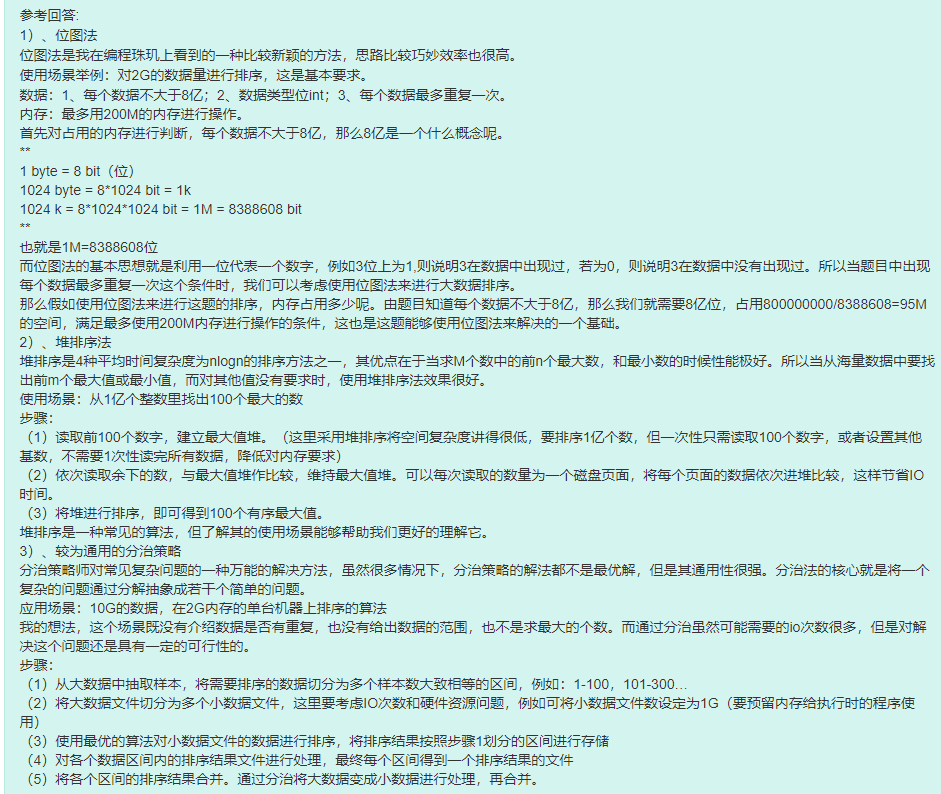 参考回答:
1）、位图法
位图法是我在编程珠玑上看到的一种比较新颖的方法，思路比较巧妙效率也很高。
使用场景举例：对2G的数据量进行排序，这是基本要求。
数据：1、每个数据不大于8亿；2、数据类型位int；3、每个数据最多重复一次。
内存：最多用200M的内存进行操作。
首先对占用的内存进行判断，每个数据不大于8亿，那么8亿是一个什么概念呢。
**
1 byte = 8 bit（位）
1024 byte = 8*1024 bit = 1k
1024 k = 8*1024*1024 bit = 1M = 8388608 bit
**
也就是1M=8388608位
而位图法的基本思想就是利用一位代表一个数字，例如3位上为1,则说明3在数据中出现过，若为0，则说明3在数据中没有出现过。所以当题目中出现
每个数据最多重复一次这个条件时，我们可以考虑使用位图法来进行大数据排序。
那么假如使用位图法来进行这题的排序，内存占用多少呢。由题目知道每个数据不大于8亿，那么我们就需要8亿位，占用800000000/8388608=95M
的空间，满足最多使用200M内存进行操作的条件，这也是这题能够使用位图法来解决的一个基础。
2）、堆排序法
堆排序是4种平均时间复杂度为nlogn的排序方法之一，其优点在于当求M个数中的前n个最大数，和最小数的时候性能极好。所以当从海量数据中要找
出前m个最大值或最小值，而对其他值没有要求时，使用堆排序法效果很好。
使用场景：从1亿个整数里找出100个最大的数
步骤：
（1）读取前100个数字，建立最大值堆。（这里采用堆排序将空间复杂度讲得很低，要排序1亿个数，但一次性只需读取100个数字，或者设置其他
基数，不需要1次性读完所有数据，降低对内存要求）
（2）依次读取余下的数，与最大值堆作比较，维持最大值堆。可以每次读取的数量为一个磁盘页面，将每个页面的数据依次进堆比较，这样节省IO
时间。
（3）将堆进行排序，即可得到100个有序最大值。
堆排序是一种常见的算法，但了解其的使用场景能够帮助我们更好的理解它。
3）、较为通用的分治策略
分治策略师对常见复杂问题的一种万能的解决方法，虽然很多情况下，分治策略的解法都不是最优解，但是其通用性很强。分治法的核心就是将一个
复杂的问题通过分解抽象成若干个简单的问题。
应用场景：10G的数据，在2G内存的单台机器上排序的算法
我的想法，这个场景既没有介绍数据是否有重复，也没有给出数据的范围，也不是求最大的个数。而通过分治虽然可能需要的io次数很多，但是对解
决这个问题还是具有一定的可行性的。
步骤：
（1）从大数据中抽取样本，将需要排序的数据切分为多个样本数大致相等的区间，例如：1-100，101-300…
（2）将大数据文件切分为多个小数据文件，这里要考虑IO次数和硬件资源问题，例如可将小数据文件数设定为1G（要预留内存给执行时的程序使
用）
（3）使用最优的算法对小数据文件的数据进行排序，将排序结果按照步骤1划分的区间进行存储
（4）对各个数据区间内的排序结果文件进行处理，最终每个区间得到一个排序结果的文件
（5）将各个区间的排序结果合并。通过分治将大数据变成小数据进行处理，再合并。